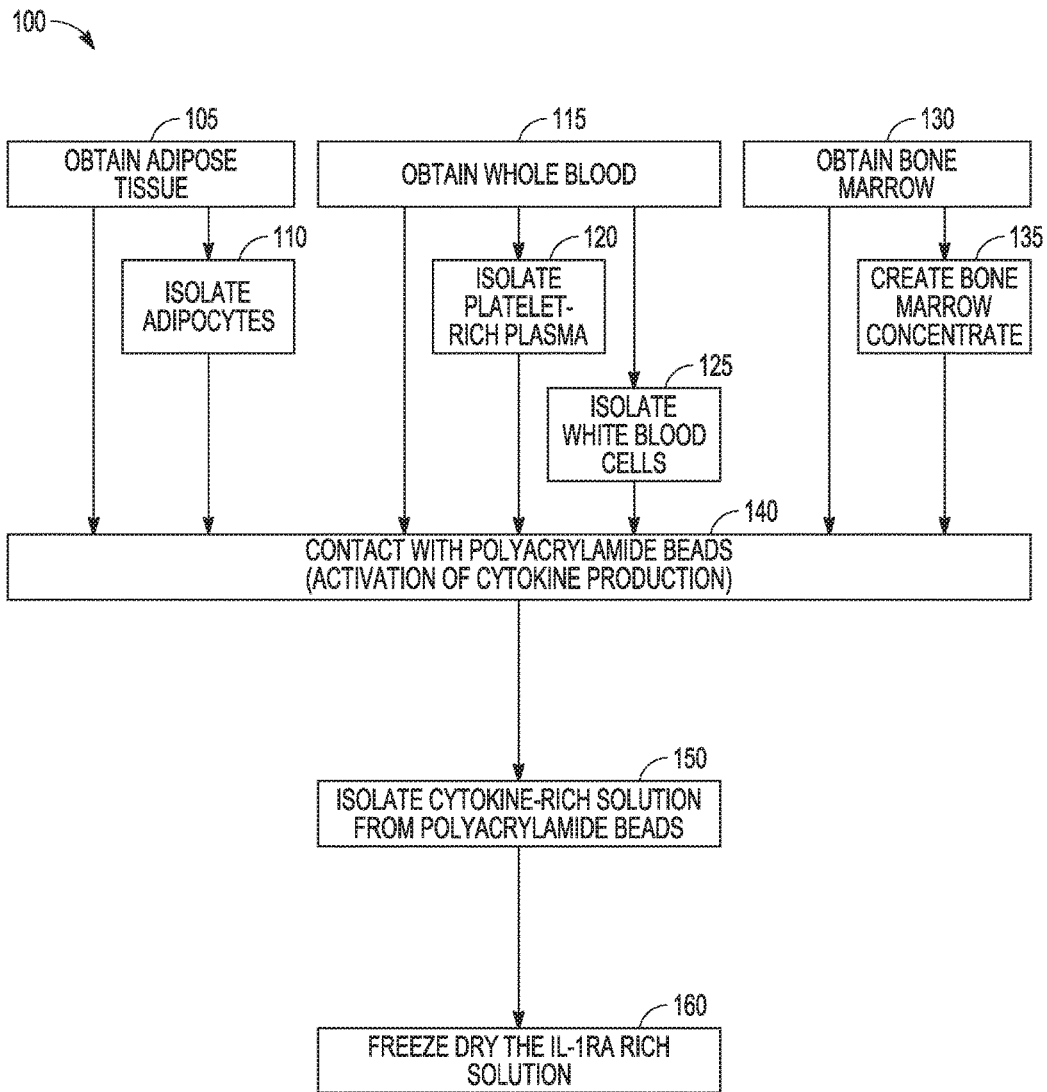 100
105
115
130
OBTAIN ADIPOSE
TISSUE
OBTAIN WHOLE BLOOD
OBTAIN BONE
MARROW
110
120
135
ISOLATE
ADIPOCYTES
ISOLATE
PLATELET-
RICH PLASMA
CREATE BONE
MARROW
CONCENTRATE
125
ISOLATE
WHITE BLOOD
CELLS
140
CONTACT WITH POLYACRYLAMIDE BEADS
(ACTIVATION OF CYTOKINE PRODUCTION)
150
ISOLATE CYTOKINE-RICH SOLUTION
FROM POLYACRYLAMIDE BEADS
160
FREEZE DRY THE IL-1RA RICH
SOLUTION